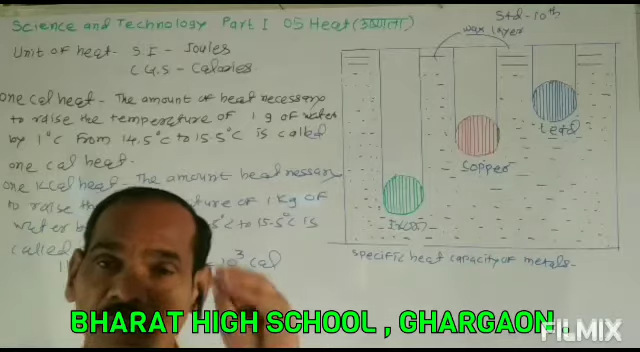 Science and Technology Part I 05 Heat (उष्णता)
Std-10th
Unit of heat - S.I - Joules
C.G.S - Calories
wax layer
One cal heat - The amount of heat necessary
to raise the temperature of 1 g of water
by 1°C from 14.5°C to 15.5°C is called
one cal heat.
one Kcal heat - The amount heat nessary
to raise the ature of 1 Kg of
water 5°C to 15.5°C is
called
10³ cal
Iron
Copper
Lead
specific heat capacity of metals-
BHARAT HIGH SCHOOL , GHARGAON .
FILMIX